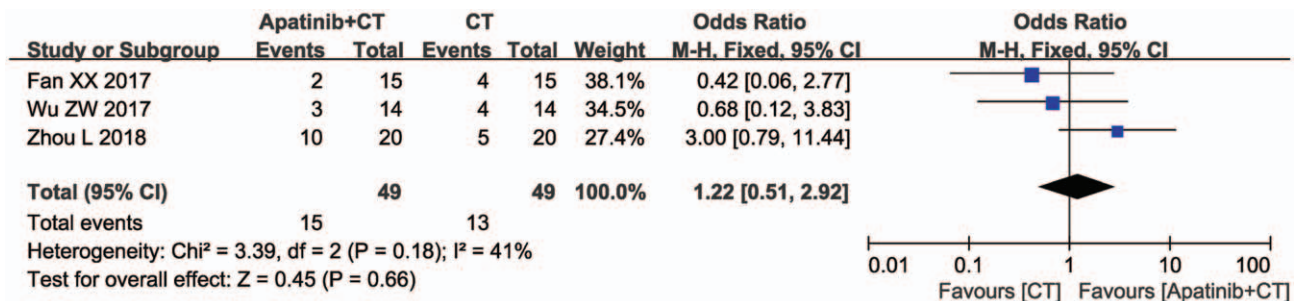 Apatinib+CT CT Odds Ratio Odds Ratio
Study or Subgroup Events Total Events Total Weight M-H, Fixed, 95% CI M-H, Fixed, 95% CI
Fan XX 2017 2 15 4 15 38.1% 0.42 [0.06, 2.77]
Wu ZW 2017 3 14 4 14 34.5% 0.68 [0.12, 3.83]
Zhou L 2018 10 20 5 20 27.4% 3.00 [0.79, 11.44]
Total (95% CI) 49 49 100.0% 1.22 [0.51, 2.92]
Total events 15 13
Heterogeneity: Chi² = 3.39, df = 2 (P = 0.18); I² = 41%
Test for overall effect: Z = 0.45 (P = 0.66)
0.01 0.1 1 10 100
Favours [CT] Favours [Apatinib+CT]